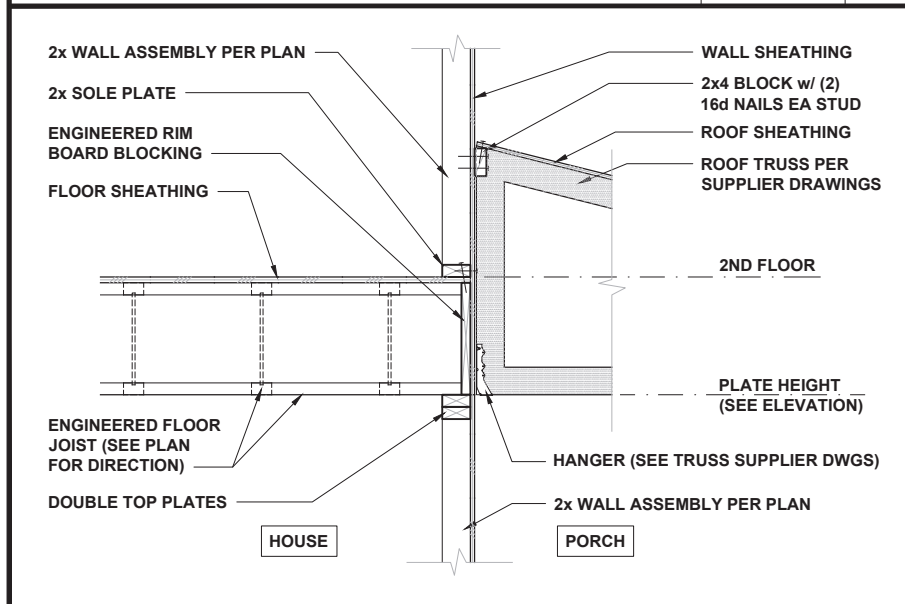 2x WALL ASSEMBLY PER PLAN
2x SOLE PLATE
ENGINEERED RIM
BOARD BLOCKING
FLOOR SHEATHING
ENGINEERED FLOOR
JOIST (SEE PLAN
FOR DIRECTION)
DOUBLE TOP PLATES
HOUSE
WALL SHEATHING
2x4 BLOCK w/ (2)
16d NAILS EA STUD
ROOF SHEATHING
ROOF TRUSS PER
SUPPLIER DRAWINGS
2ND FLOOR
PLATE HEIGHT
(SEE ELEVATION)
HANGER (SEE TRUSS SUPPLIER DWGS)
2x WALL ASSEMBLY PER PLAN
PORCH